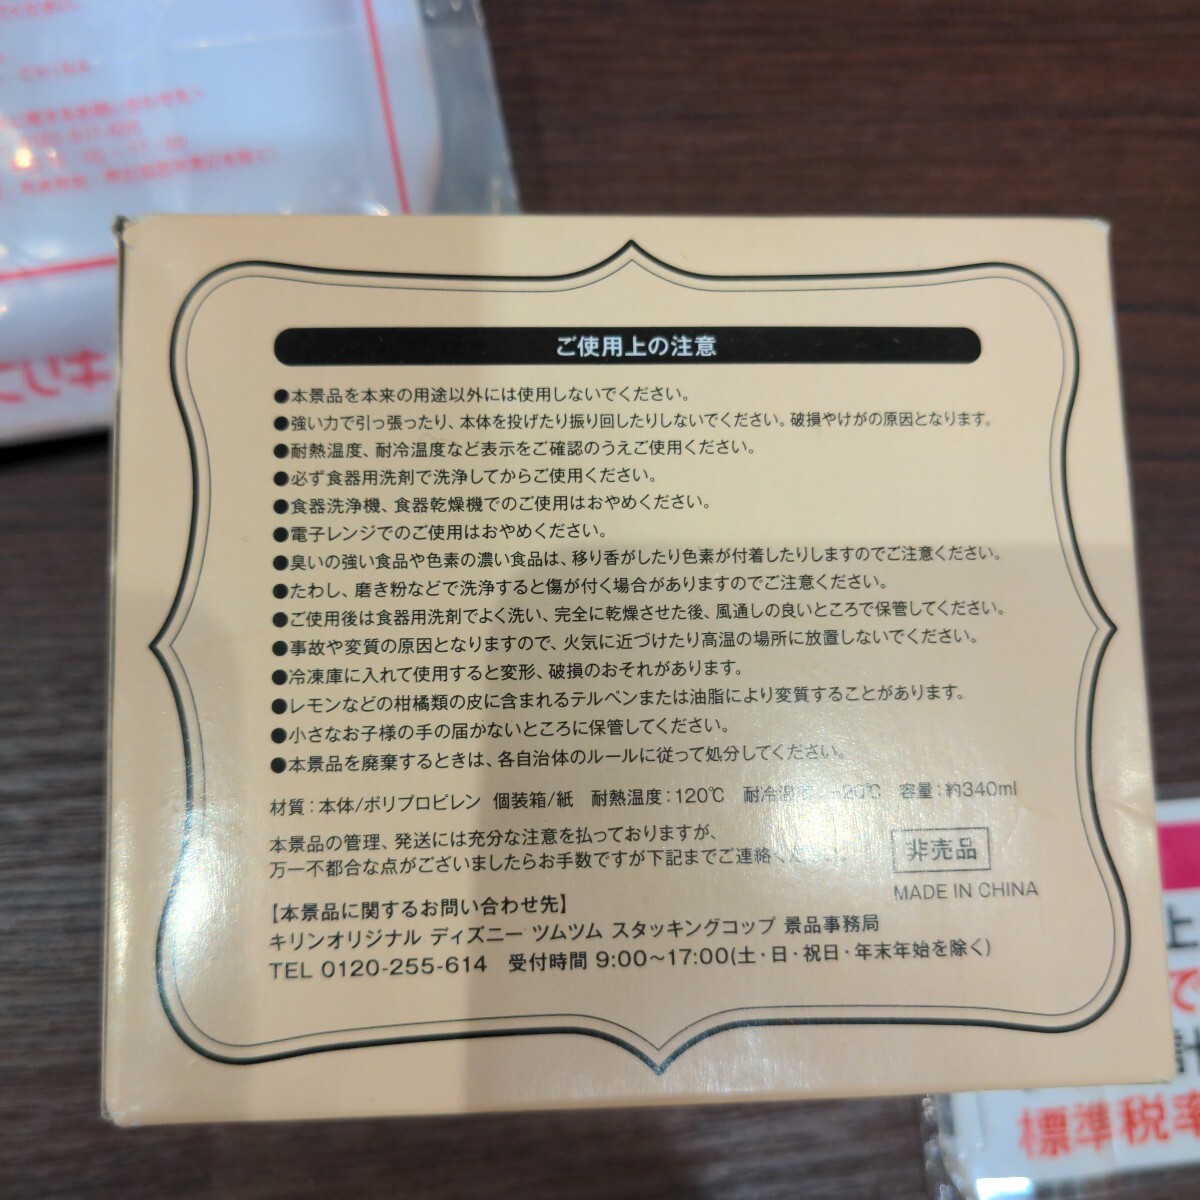 ご使用上の注意
●本景品を本来の用途以外には使用しないでください。
●強い力で引っ張ったり、本体を投げたり振り回したりしないでください。破損やけがの原因となります。
●耐熱温度、耐冷温度など表示をご確認のうえご使用ください。
●必ず食器用洗剤で洗浄してからご使用ください。
●食器洗浄機、食器乾燥機でのご使用はおやめください。
●電子レンジでのご使用はおやめください。
●臭いの強い食品や色素の濃い食品は、移り香がしたり色素が付着したりしますのでご注意ください。
●たわし、磨き粉などで洗浄すると傷が付く場合がありますのでご注意ください。
●ご使用後は食器用洗剤でよく洗い、完全に乾燥させた後、風通しの良いところで保管してください。
●事故や変質の原因となりますので、火気に近づけたり高温の場所に放置しないでください。
●冷凍庫に入れて使用すると変形、破損のおそれがあります。
●レモンなどの柑橘類の皮に含まれるテルペンまたは油脂により変質することがあります。
●小さなお子様の手の届かないところに保管してください。
●本景品を廃棄するときは、各自治体のルールに従って処分してください。
材質：本体/ポリプロピレン 個装箱/紙 耐熱温度：120℃ 耐冷温度：－20℃ 容量：約340ml
本景品の管理、発送には充分な注意を払っておりますが、
万一不都合な点がございましたらお手数ですが下記までご連絡ください。
非売品
MADE IN CHINA
【本景品に関するお問い合わせ先】
キリンオリジナル ディズニー ツムツム スタッキングコップ 景品事務局
TEL 0120-255-614 受付時間 9:00～17:00(土・日・祝日・年末年始を除く)
上
で
計
標準税率